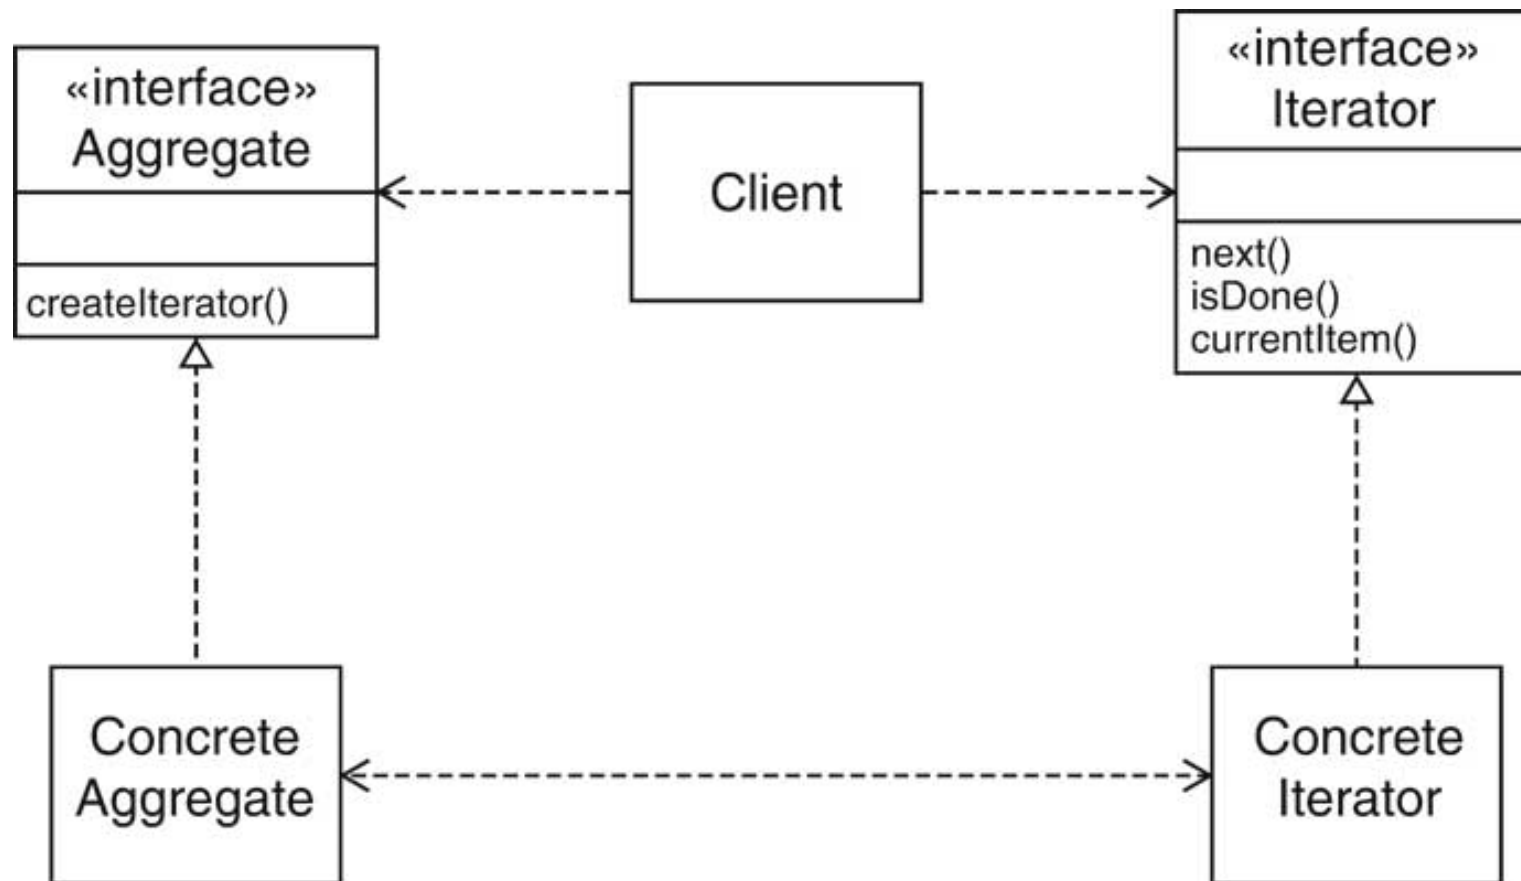 «interface»
Aggregate
createIterator()
Client
«interface»
Iterator
next()
isDone()
currentItem()
Concrete
Aggregate
Concrete
Iterator